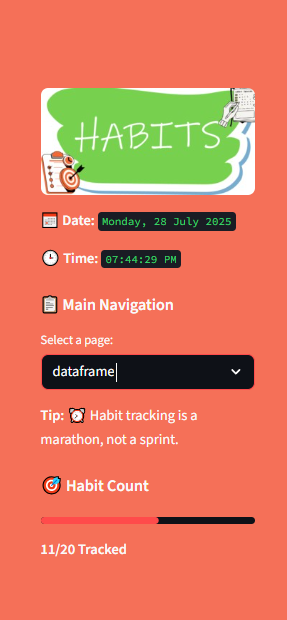 HABITS
Date: Monday, 28 July 2025
Time: 07:44:29 PM
Main Navigation
Select a page:
dataframe
Tip: Habit tracking is a
marathon, not a sprint.
Habit Count
11/20 Tracked